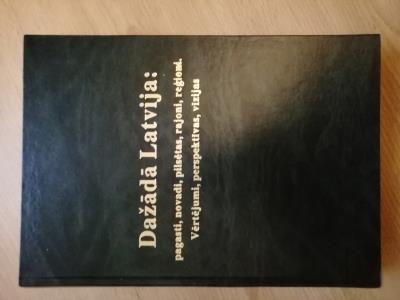 Dažādā Latvija:
pagasti, novadi, pilsētas, rajoni, reģioni.
Vērtējumi, perspektīvas, vīzijas